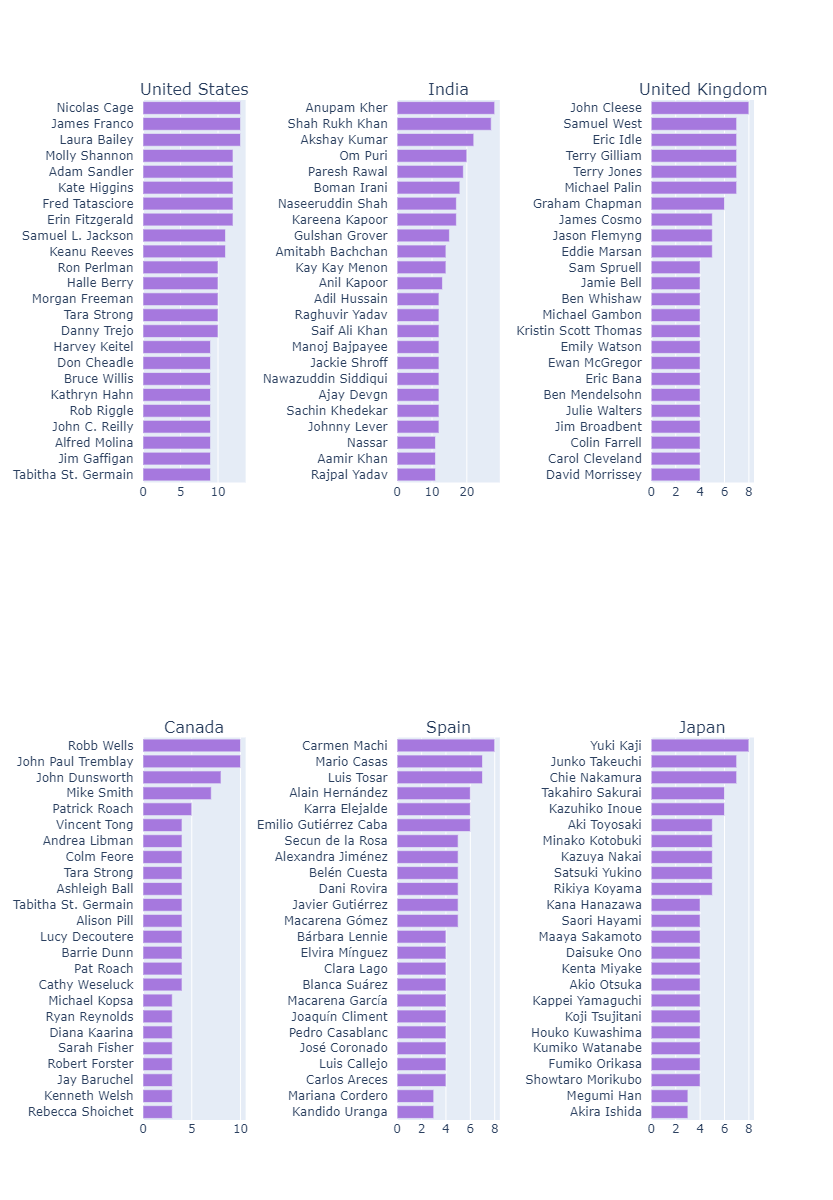 United States
Nicolas Cage
James Franco
Laura Bailey
Molly Shannon
Adam Sandler
Kate Higgins
Fred Tatasciore
Erin Fitzgerald
Samuel L. Jackson
Keanu Reeves
Ron Perlman
Halle Berry
Morgan Freeman
Tara Strong
Danny Trejo
Harvey Keitel
Don Cheadle
Bruce Willis
Kathryn Hahn
Rob Riggle
John C. Reilly
Alfred Molina
Jim Gaffigan
Tabitha St. Germain
0 5 10
India
Anupam Kher
Shah Rukh Khan
Akshay Kumar
Om Puri
Paresh Rawal
Boman Irani
Naseeruddin Shah
Kareena Kapoor
Gulshan Grover
Amitabh Bachchan
Kay Kay Menon
Anil Kapoor
Adil Hussain
Raghuvir Yadav
Saif Ali Khan
Manoj Bajpayee
Jackie Shroff
Nawazuddin Siddiqui
Ajay Devgn
Sachin Khedekar
Johnny Lever
Nassar
Aamir Khan
Rajpal Yadav
0 10 20
United Kingdom
John Cleese
Samuel West
Eric Idle
Terry Gilliam
Terry Jones
Michael Palin
Graham Chapman
James Cosmo
Jason Flemyng
Eddie Marsan
Sam Spruell
Jamie Bell
Ben Whishaw
Michael Gambon
Kristin Scott Thomas
Emily Watson
Ewan McGregor
Eric Bana
Ben Mendelsohn
Julie Walters
Jim Broadbent
Colin Farrell
Carol Cleveland
David Morrissey
0 2 4 6 8
Canada
Robb Wells
John Paul Tremblay
John Dunsworth
Mike Smith
Patrick Roach
Vincent Tong
Andrea Libman
Colm Feore
Tara Strong
Ashleigh Ball
Tabitha St. Germain
Alison Pill
Lucy Decoutere
Barrie Dunn
Pat Roach
Cathy Weseluck
Michael Kopsa
Ryan Reynolds
Diana Kaarina
Sarah Fisher
Robert Forster
Jay Baruchel
Kenneth Welsh
Rebecca Shoichet
0 5 10
Spain
Carmen Machi
Mario Casas
Luis Tosar
Alain Hernández
Karra Elejalde
Emilio Gutiérrez Caba
Secun de la Rosa
Alexandra Jiménez
Belén Cuesta
Dani Rovira
Javier Gutiérrez
Macarena Gómez
Bárbara Lennie
Elvira Mínguez
Clara Lago
Blanca Suárez
Macarena García
Joaquín Climent
Pedro Casablanc
José Coronado
Luis Callejo
Carlos Areces
Mariana Cordero
Kandido Uranga
0 2 4 6 8
Japan
Yuki Kaji
Junko Takeuchi
Chie Nakamura
Takahiro Sakurai
Kazuhiko Inoue
Aki Toyosaki
Minako Kotobuki
Kazuya Nakai
Satsuki Yukino
Rikiya Koyama
Kana Hanazawa
Saori Hayami
Maaya Sakamoto
Daisuke Ono
Kenta Miyake
Akio Otsuka
Kappei Yamaguchi
Koji Tsujitani
Houko Kuwashima
Kumiko Watanabe
Fumiko Orikasa
Showtaro Morikubo
Megumi Han
Akira Ishida
0 2 4 6 8